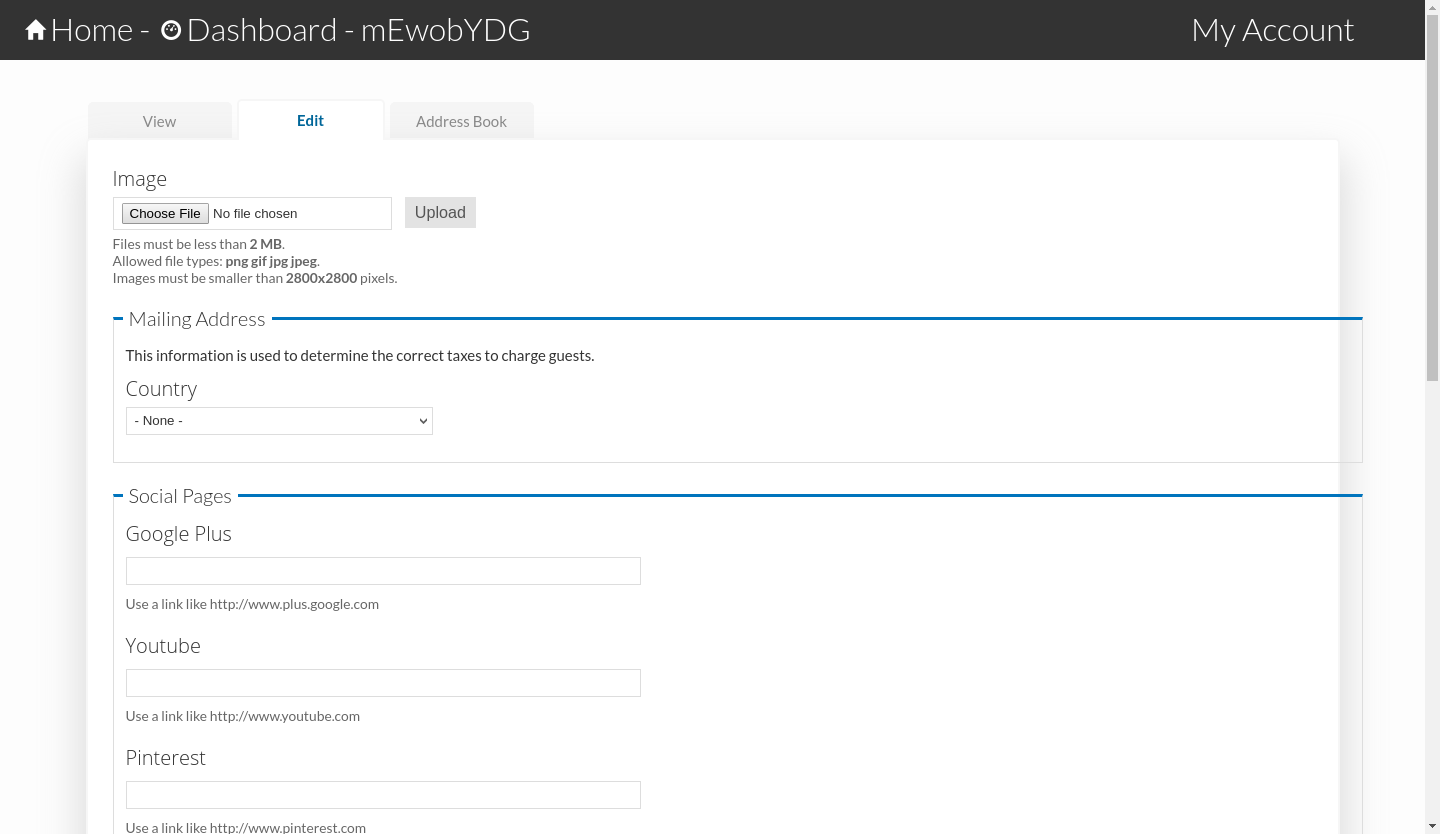 Home - Dashboard - mEwobYDG
My Account
View
Edit
Address Book
Image
Choose File No file chosen
Upload
Files must be less than 2 MB.
Allowed file types: png gif jpg jpeg.
Images must be smaller than 2800x2800 pixels.
Mailing Address
This information is used to determine the correct taxes to charge guests.
Country
- None -
Social Pages
Google Plus
Use a link like http://www.plus.google.com
Youtube
Use a link like http://www.youtube.com
Pinterest
Use a link like http://www.pinterest.com